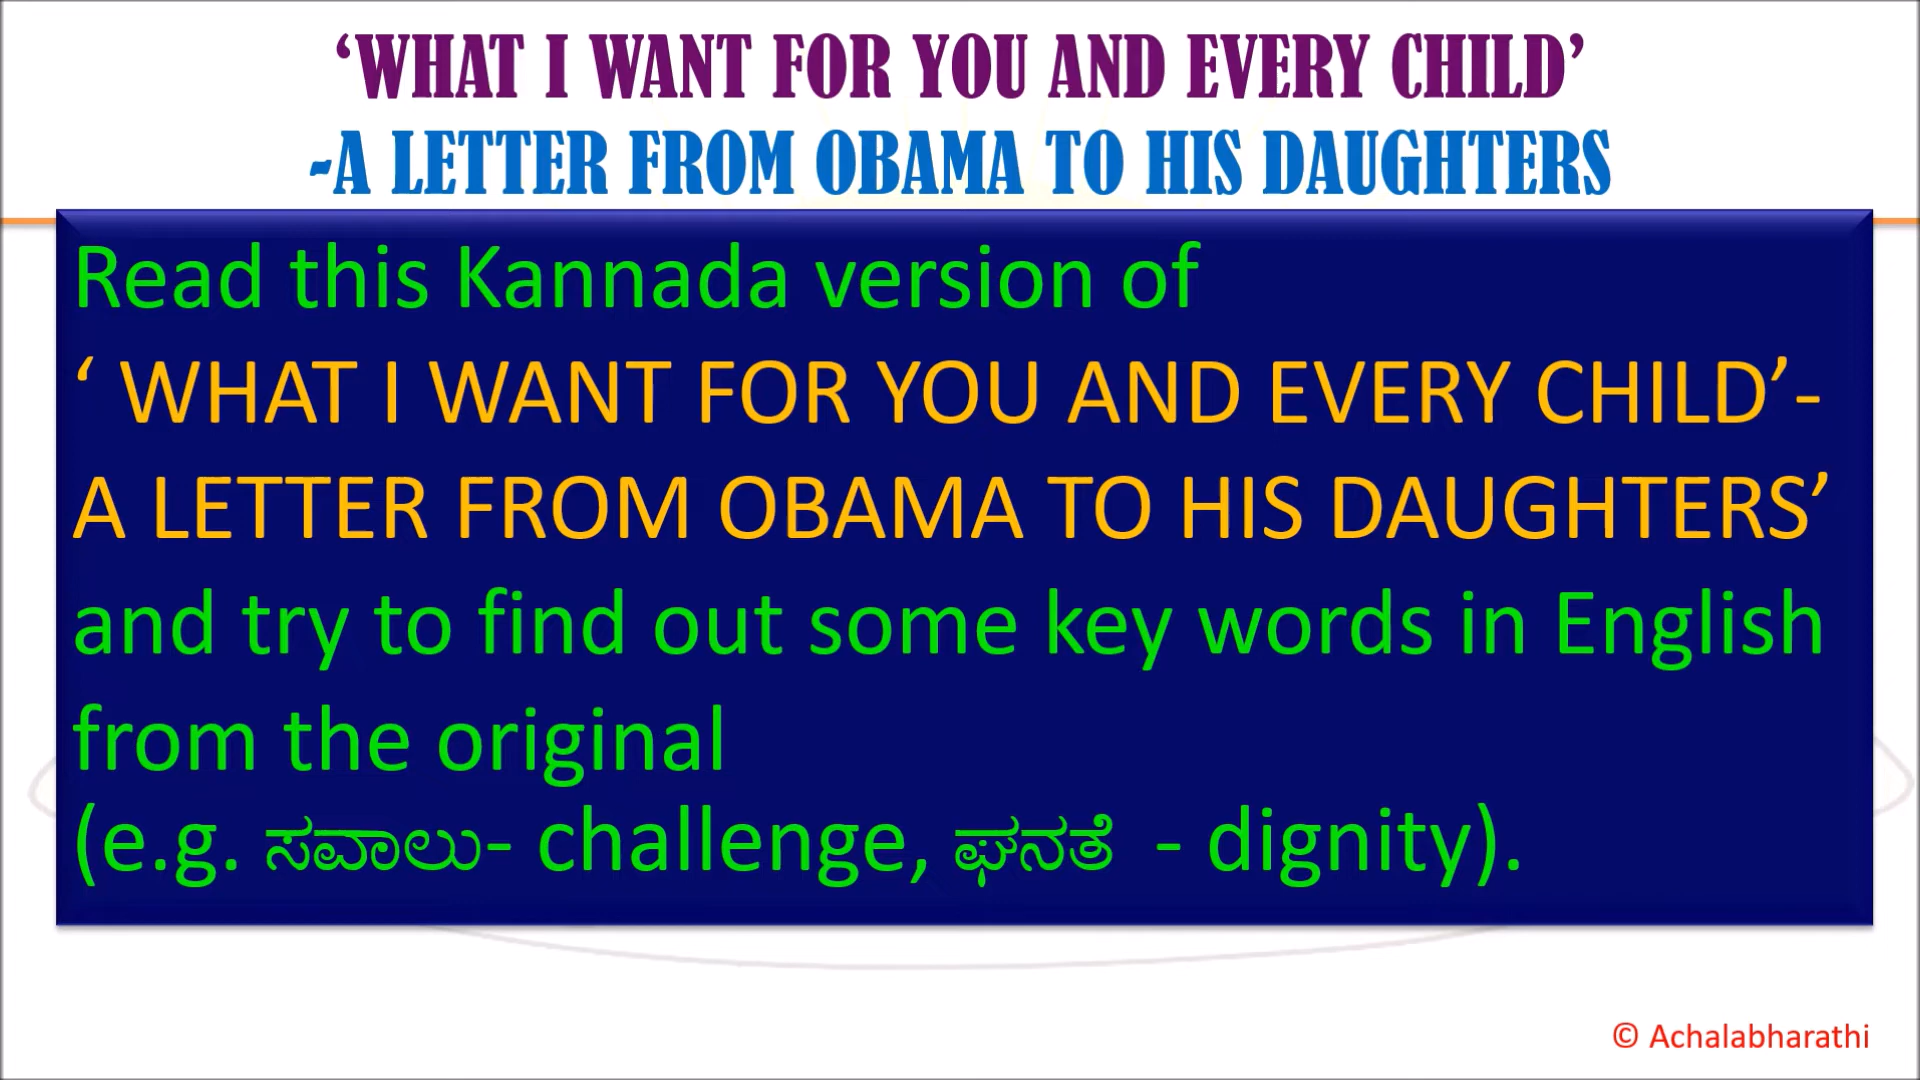 ‘WHAT I WANT FOR YOU AND EVERY CHILD’
-A LETTER FROM OBAMA TO HIS DAUGHTERS
Read this Kannada version of
‘ WHAT I WANT FOR YOU AND EVERY CHILD’-
A LETTER FROM OBAMA TO HIS DAUGHTERS’
and try to find out some key words in English
from the original
(e.g. ಸವಾಲು- challenge, ಘನತೆ - dignity).
© Achalabharathi